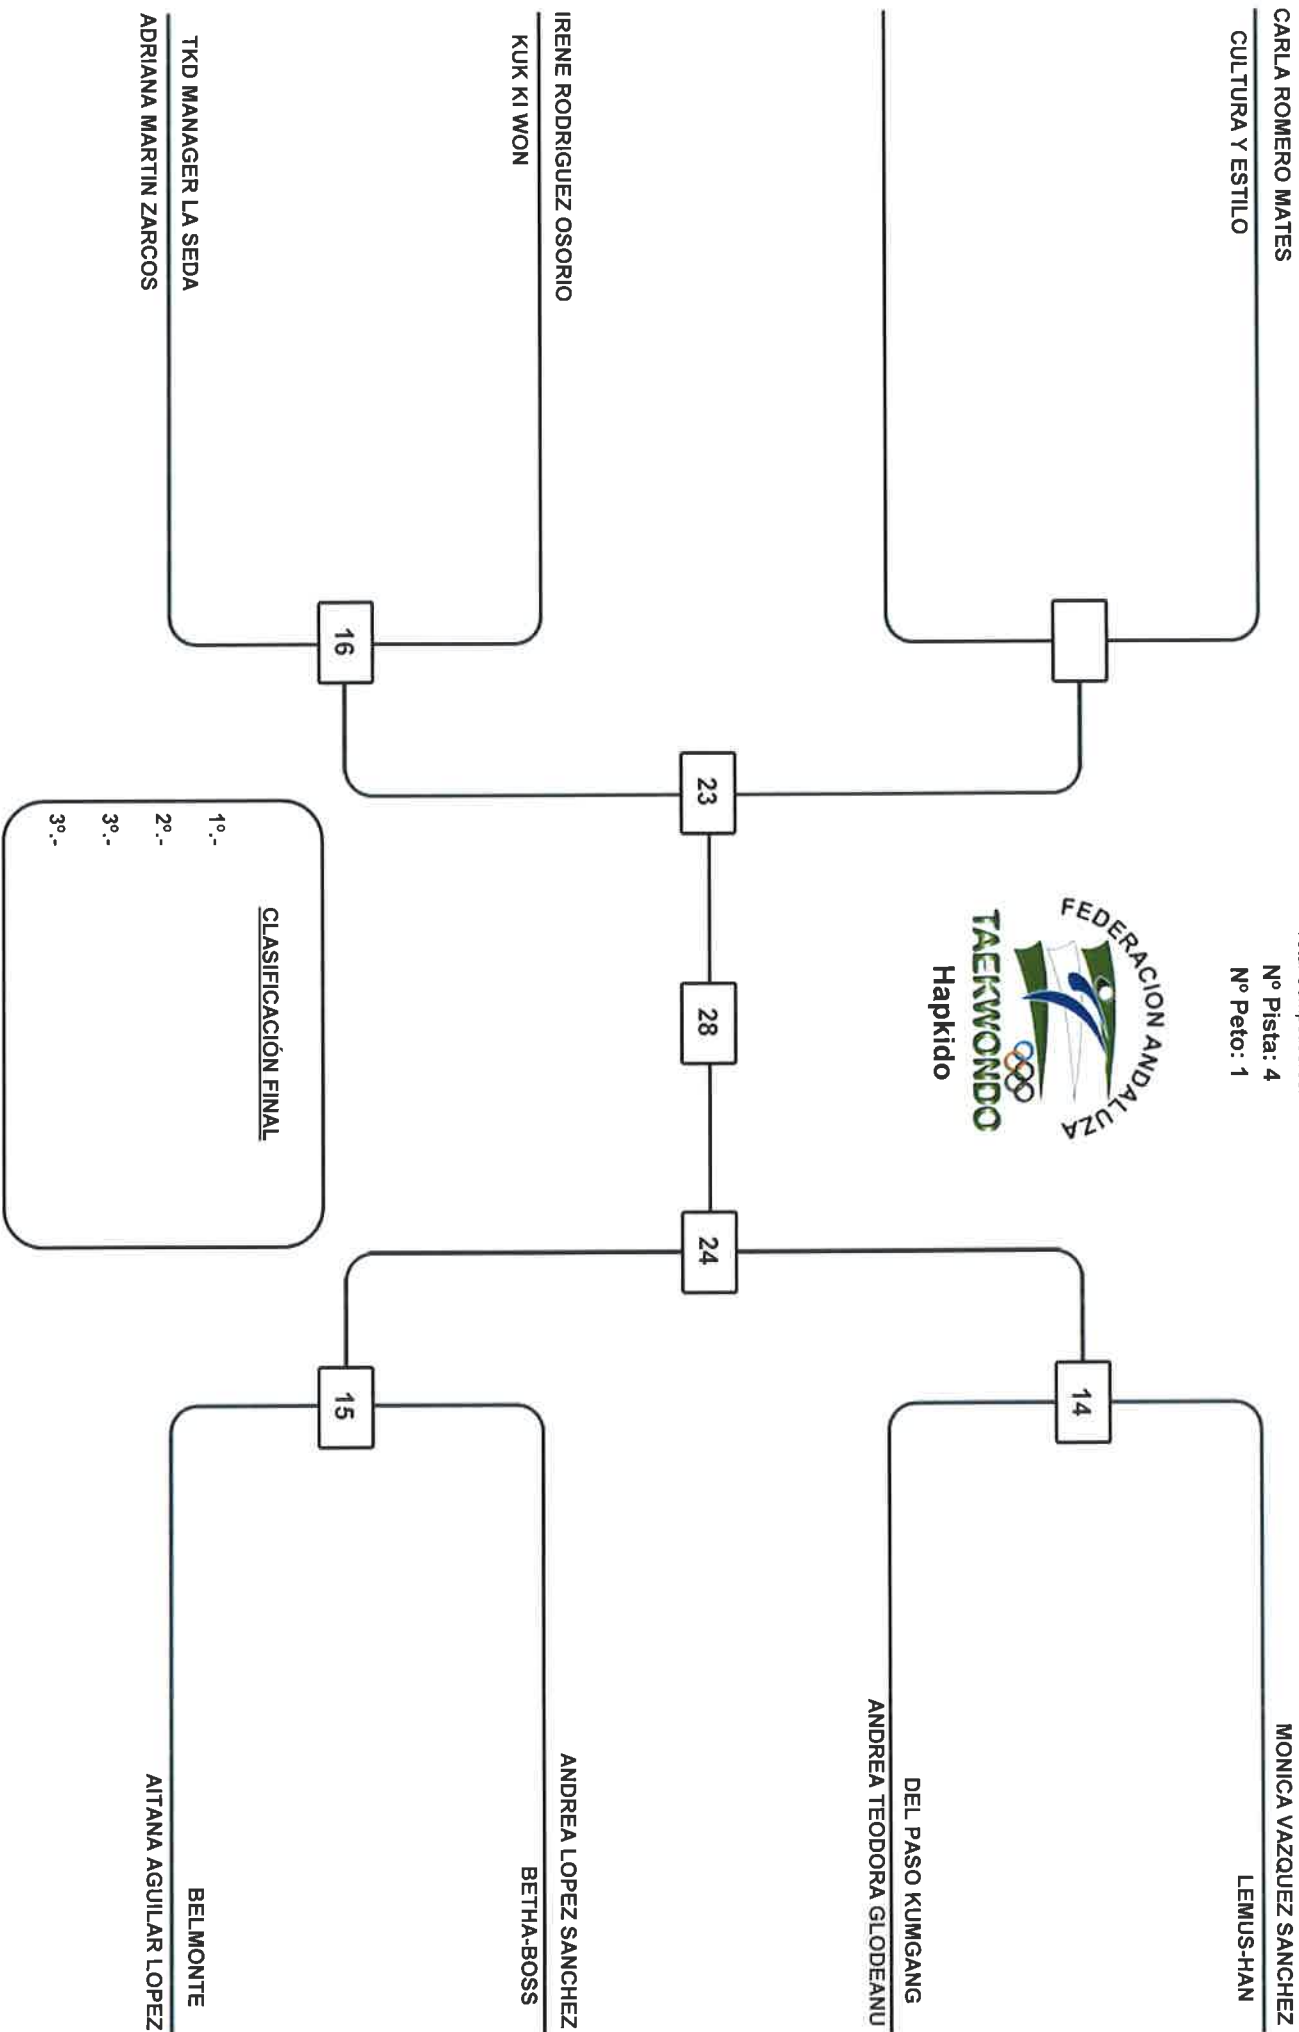 Nº Pista: 4
Nº Peto: 1
CARLA ROMERO MATES
CULTURA Y ESTILO
MONICA VAZQUEZ SANCHEZ
LEMUS-HAN
FEDERACION ANDALUZA
TAEKWONDO
Hapkido
14
DEL PASO KUMGANG
ANDREA TEODORA GLODEANU
23
28
24
IRENE RODRIGUEZ OSORIO
KUK KI WON
ANDREA LOPEZ SANCHEZ
BETHA-BOSS
16
15
TKD MANAGER LA SEDA
ADRIANA MARTIN ZARCOS
BELMONTE
AITANA AGUILAR LOPEZ
CLASIFICACIÓN FINAL
1º.-
2º.-
3º.-
3º.-